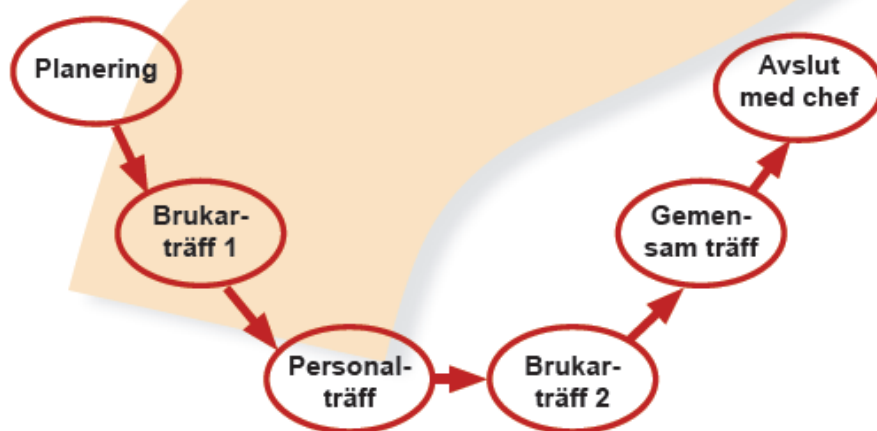 Planering
Brukar-
träff 1
Personal-
träff
Brukar-
träff 2
Gemen-
sam träff
Avslut
med chef